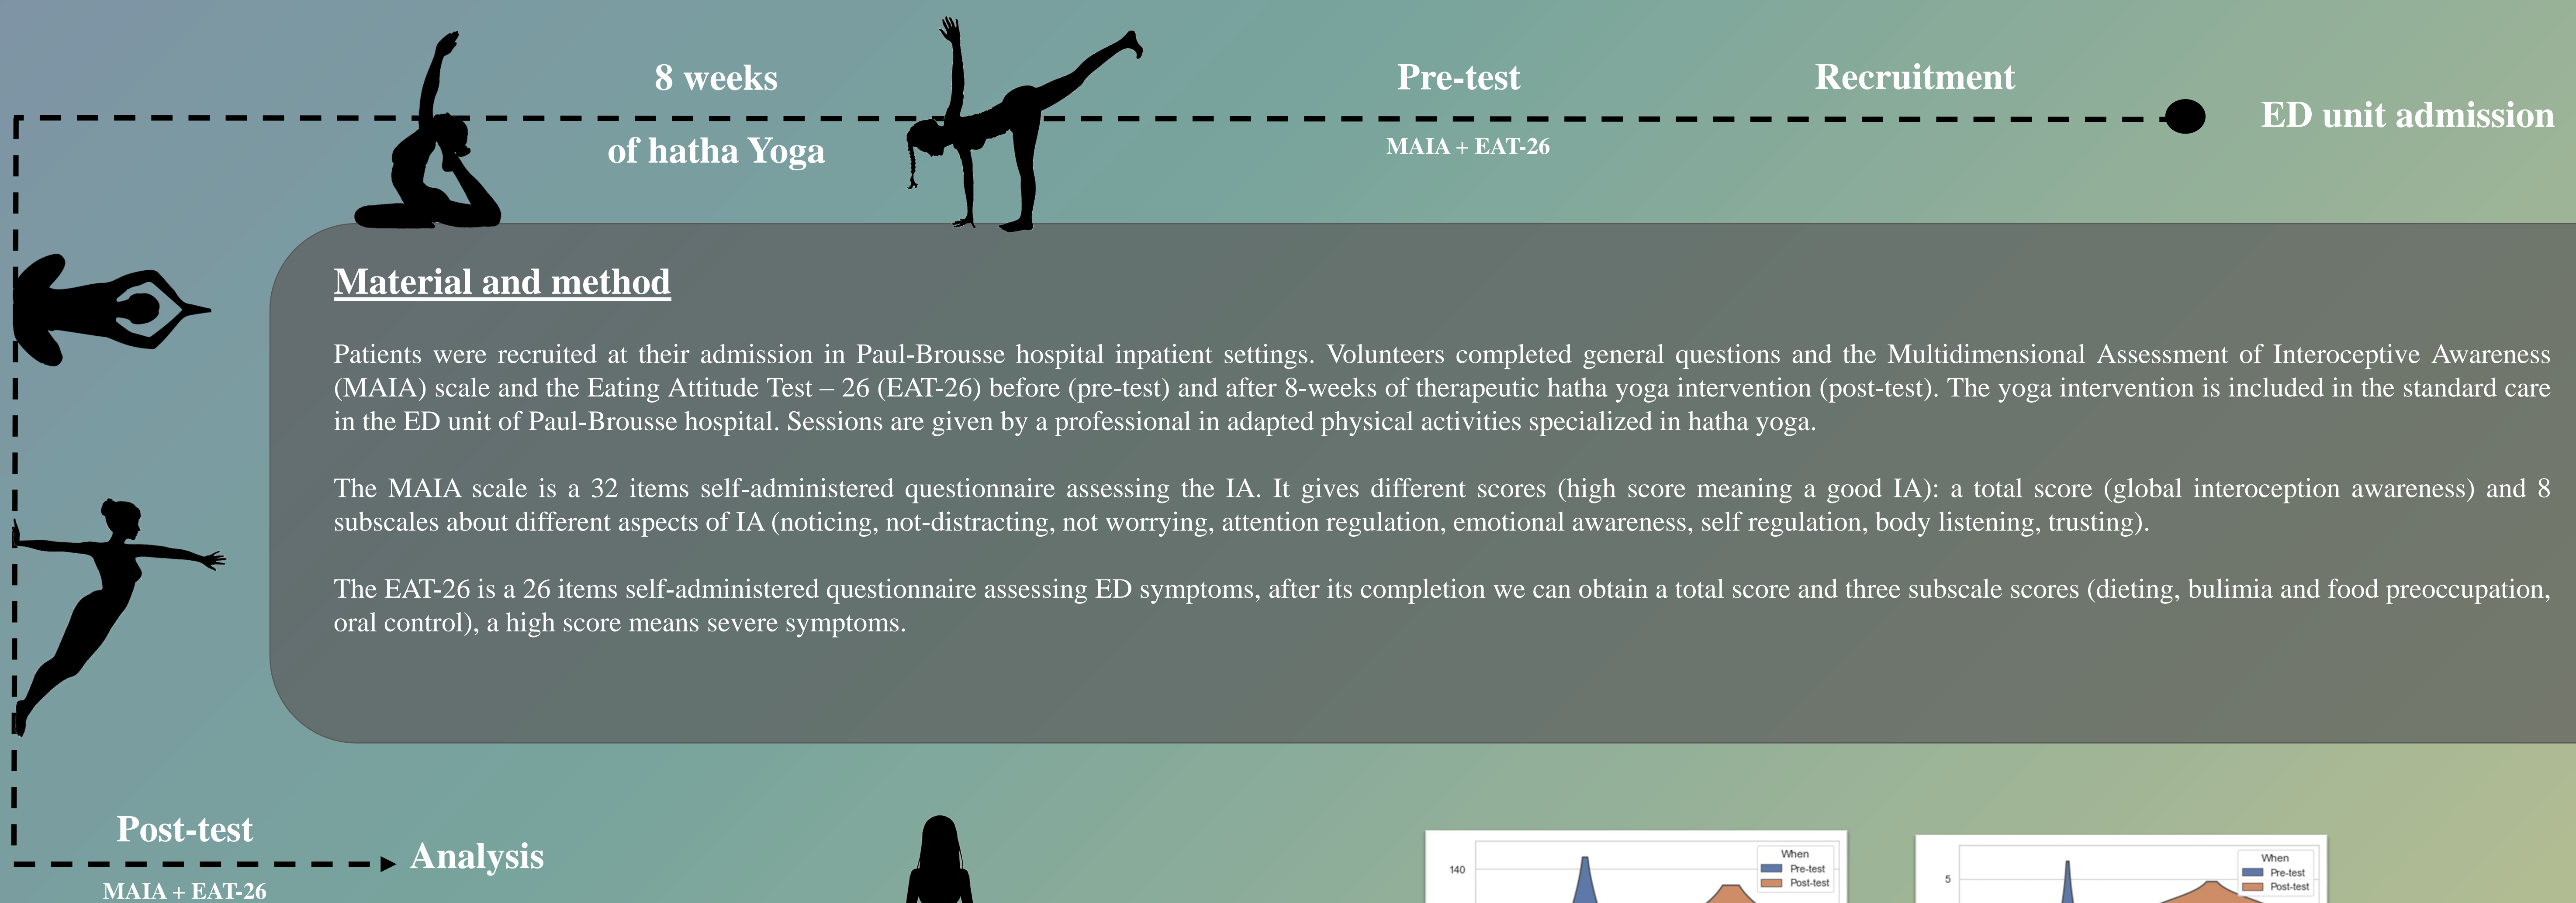 8 weeks
of hatha Yoga
Pre-test
MAIA + EAT-26
Recruitment
ED unit admission
Material and method
Patients were recruited at their admission in Paul-Brousse hospital inpatient settings. Volunteers completed general questions and the Multidimensional Assessment of Interoceptive Awareness
(MAIA) scale and the Eating Attitude Test – 26 (EAT-26) before (pre-test) and after 8-weeks of therapeutic hatha yoga intervention (post-test). The yoga intervention is included in the standard care
in the ED unit of Paul-Brousse hospital. Sessions are given by a professional in adapted physical activities specialized in hatha yoga.
The MAIA scale is a 32 items self-administered questionnaire assessing the IA. It gives different scores (high score meaning a good IA): a total score (global interoception awareness) and 8
subscales about different aspects of IA (noticing, not-distracting, not worrying, attention regulation, emotional awareness, self regulation, body listening, trusting).
The EAT-26 is a 26 items self-administered questionnaire assessing ED symptoms, after its completion we can obtain a total score and three subscale scores (dieting, bulimia and food preoccupation,
oral control), a high score means severe symptoms.
Post-test
MAIA + EAT-26
Analysis
140
When
Pre-test
Post-test
5
When
Pre-test
Post-test